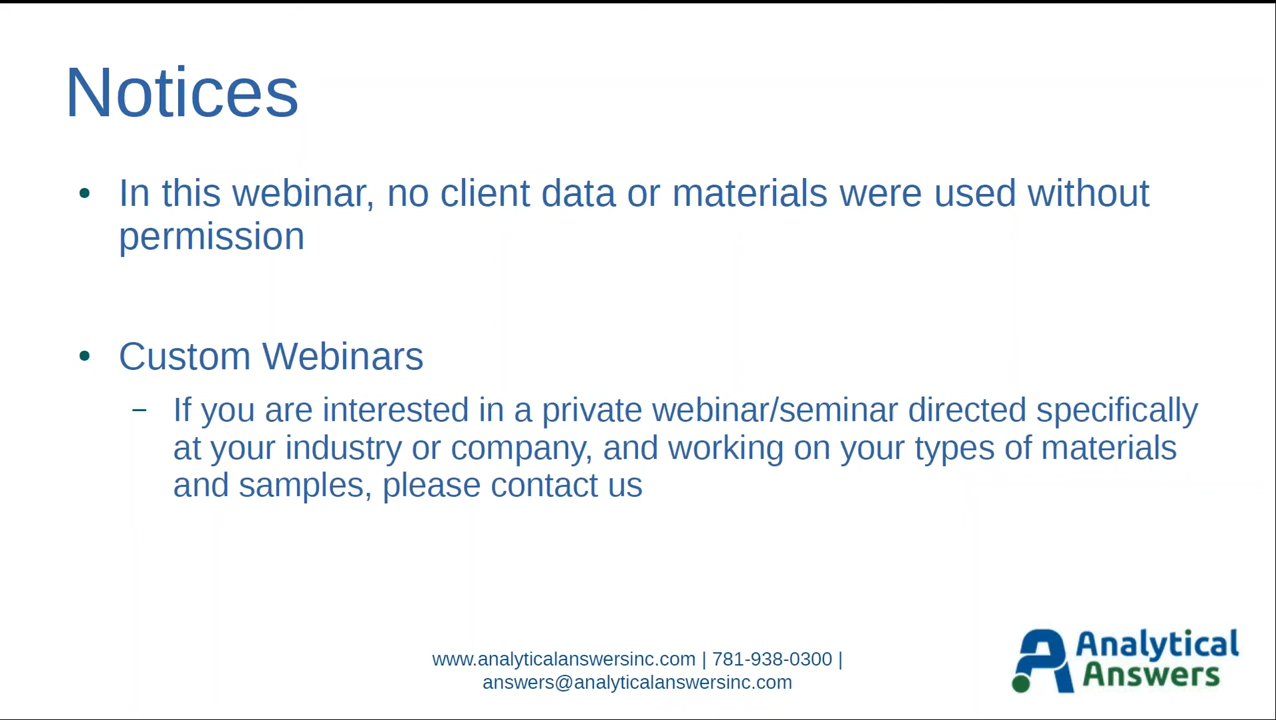 Notices
• In this webinar, no client data or materials were used without
permission
• Custom Webinars
– If you are interested in a private webinar/seminar directed specifically
at your industry or company, and working on your types of materials
and samples, please contact us
www.analyticalanswersinc.com | 781-938-0300 |
answers@analyticalanswersinc.com
Analytical
Answers